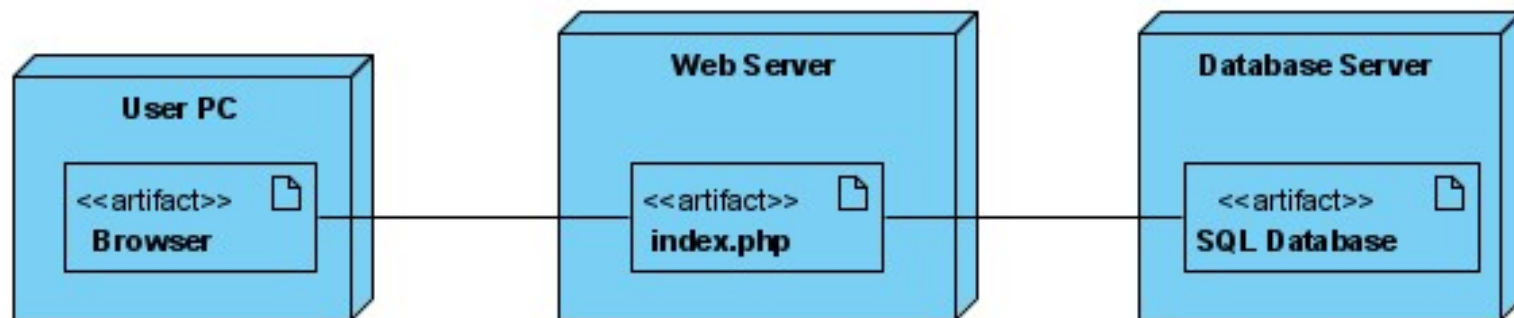 User PC
<<artifact>>
Browser
Web Server
<<artifact>>
index.php
Database Server
<<artifact>>
SQL Database